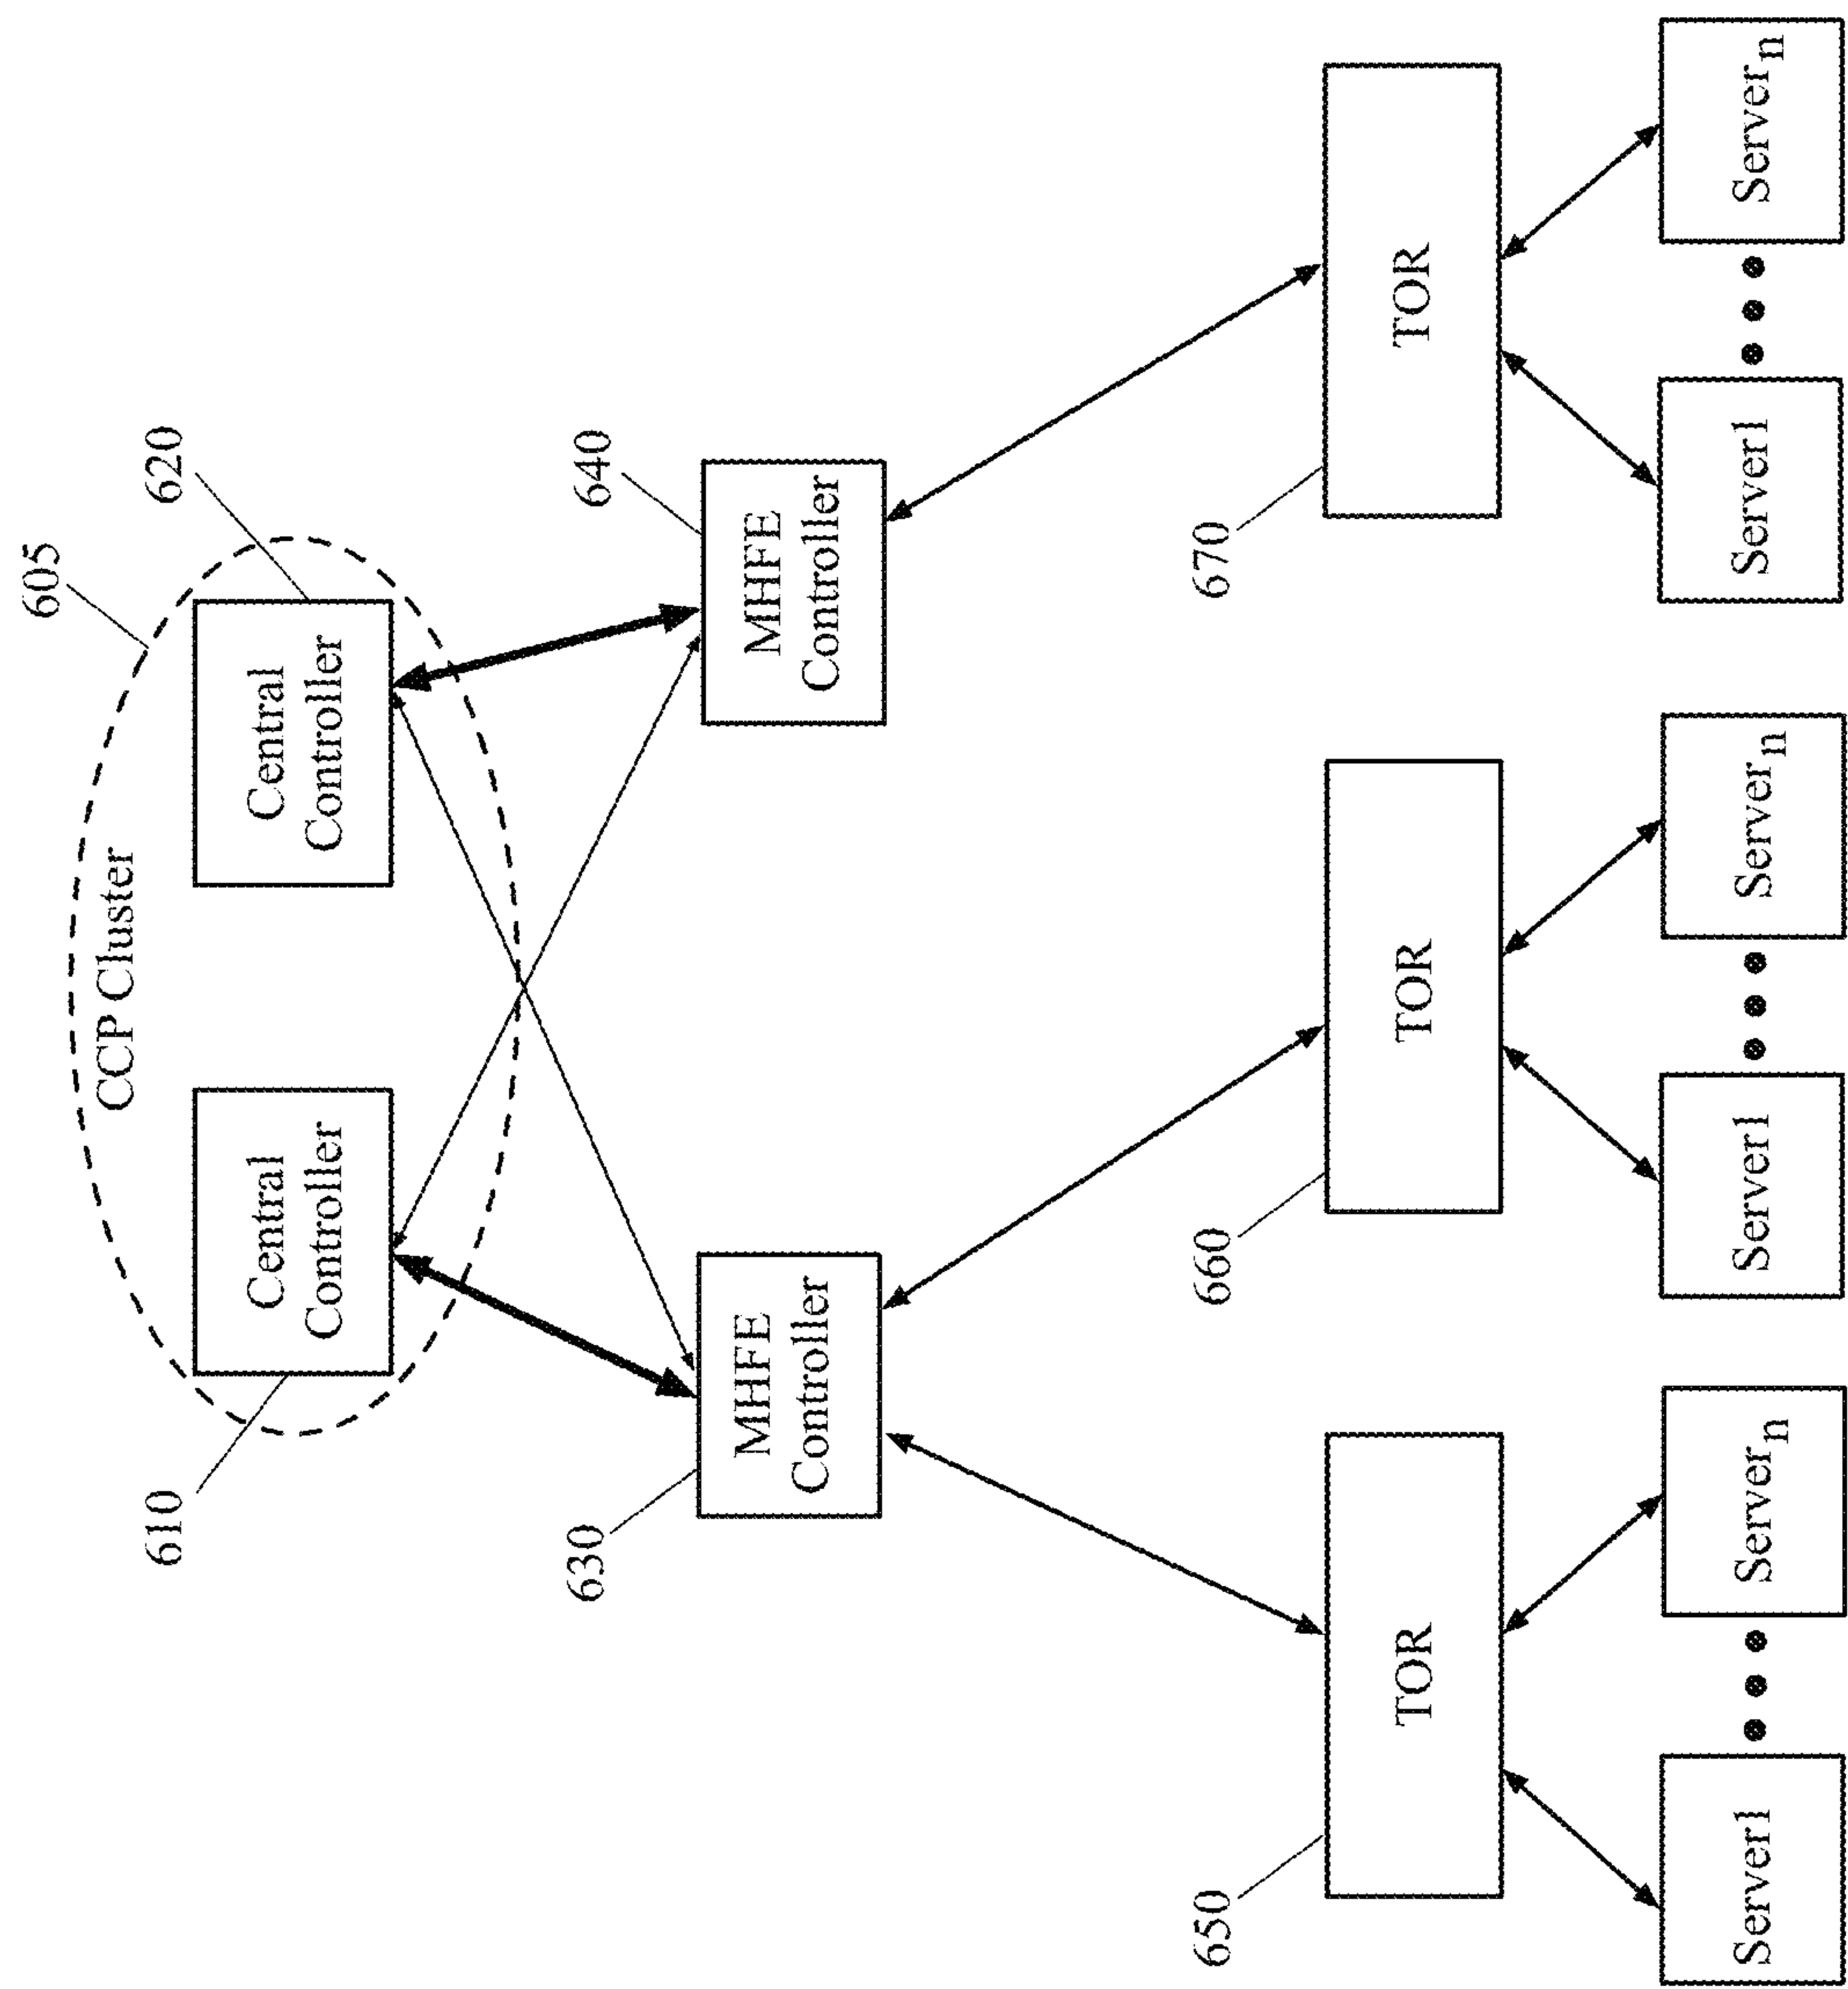 605
CCP Cluster
610
Central
Controller
Central
Controller
620
630
MHFE
Controller
640
MHFE
Controller
650
TOR
660
TOR
670
TOR
Server1
Servern
Server1
Servern
Server1
Servern